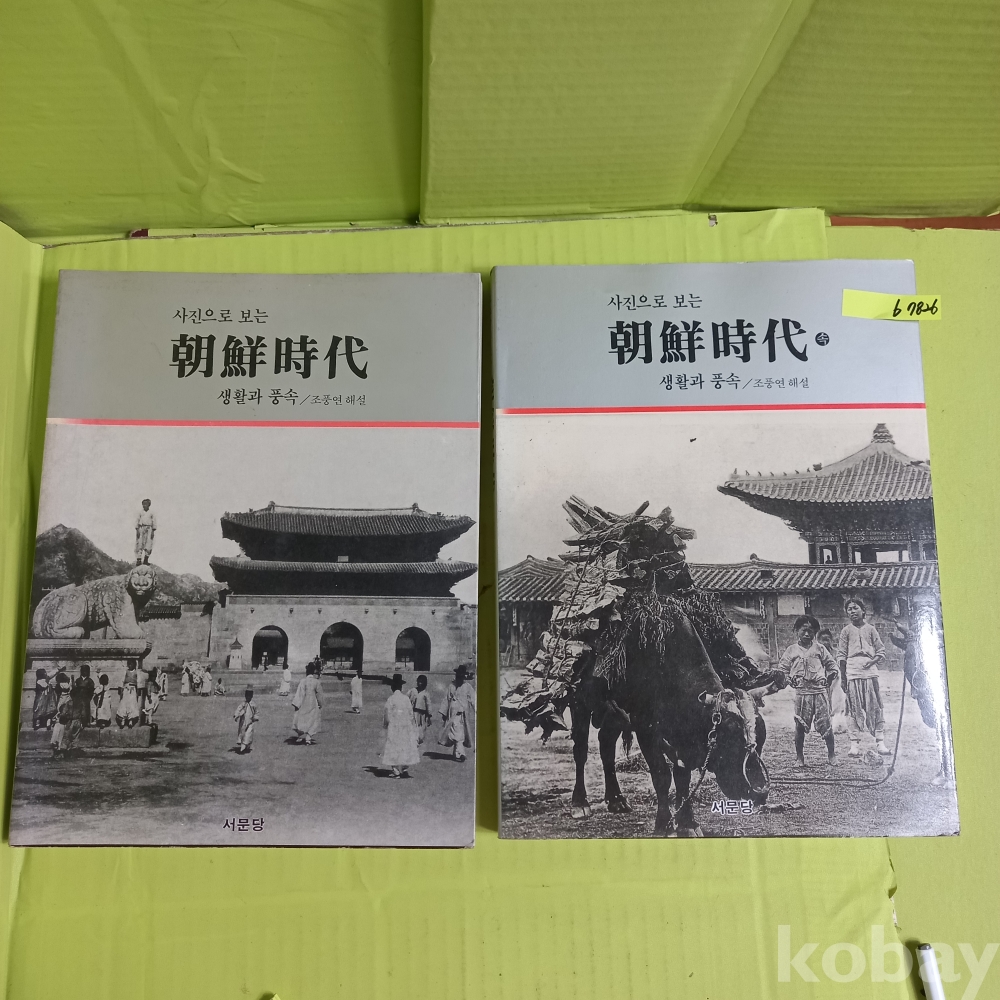 사진으로 보는
朝鮮時代
생활과 풍속/조풍연 해설
서문당
사진으로 보는
朝鮮時代 속
생활과 풍속/조풍연 해설
서문당
b 7826
kobay